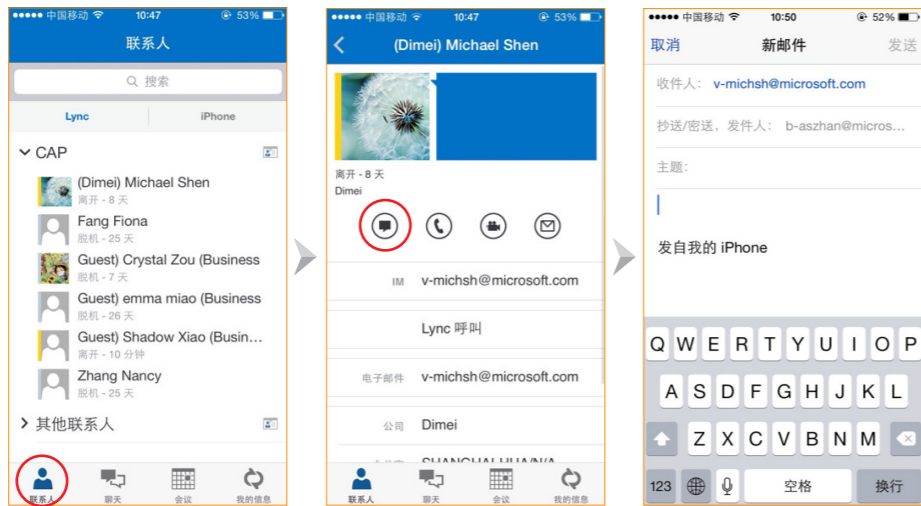 中国移动 10:47 53%
联系人
搜索
Lync iPhone
CAP
(Dimei) Michael Shen
离开 - 8 天
Fang Fiona
脱机 - 25 天
Guest) Crystal Zou (Business
脱机 - 7 天
Guest) emma miao (Business
脱机 - 26 天
Guest) Shadow Xiao (Busin…
离开 - 10 分钟
Zhang Nancy
脱机 - 25 天
其他联系人
联系人 聊天 会议 我的信息
中国移动 10:47 53%
(Dimei) Michael Shen
离开 - 8 天
Dimei
IM v-michsh@microsoft.com
Lync 呼叫
电子邮件 v-michsh@microsoft.com
公司 Dimei
联系人 聊天 会议 我的信息
中国移动 10:50 52%
取消 新邮件 发送
收件人： v-michsh@microsoft.com
抄送/密送，发件人： b-aszhan@micros…
主题：
发自我的 iPhone
Q W E R T Y U I O P
A S D F G H J K L
Z X C V B N M
123 空格 换行